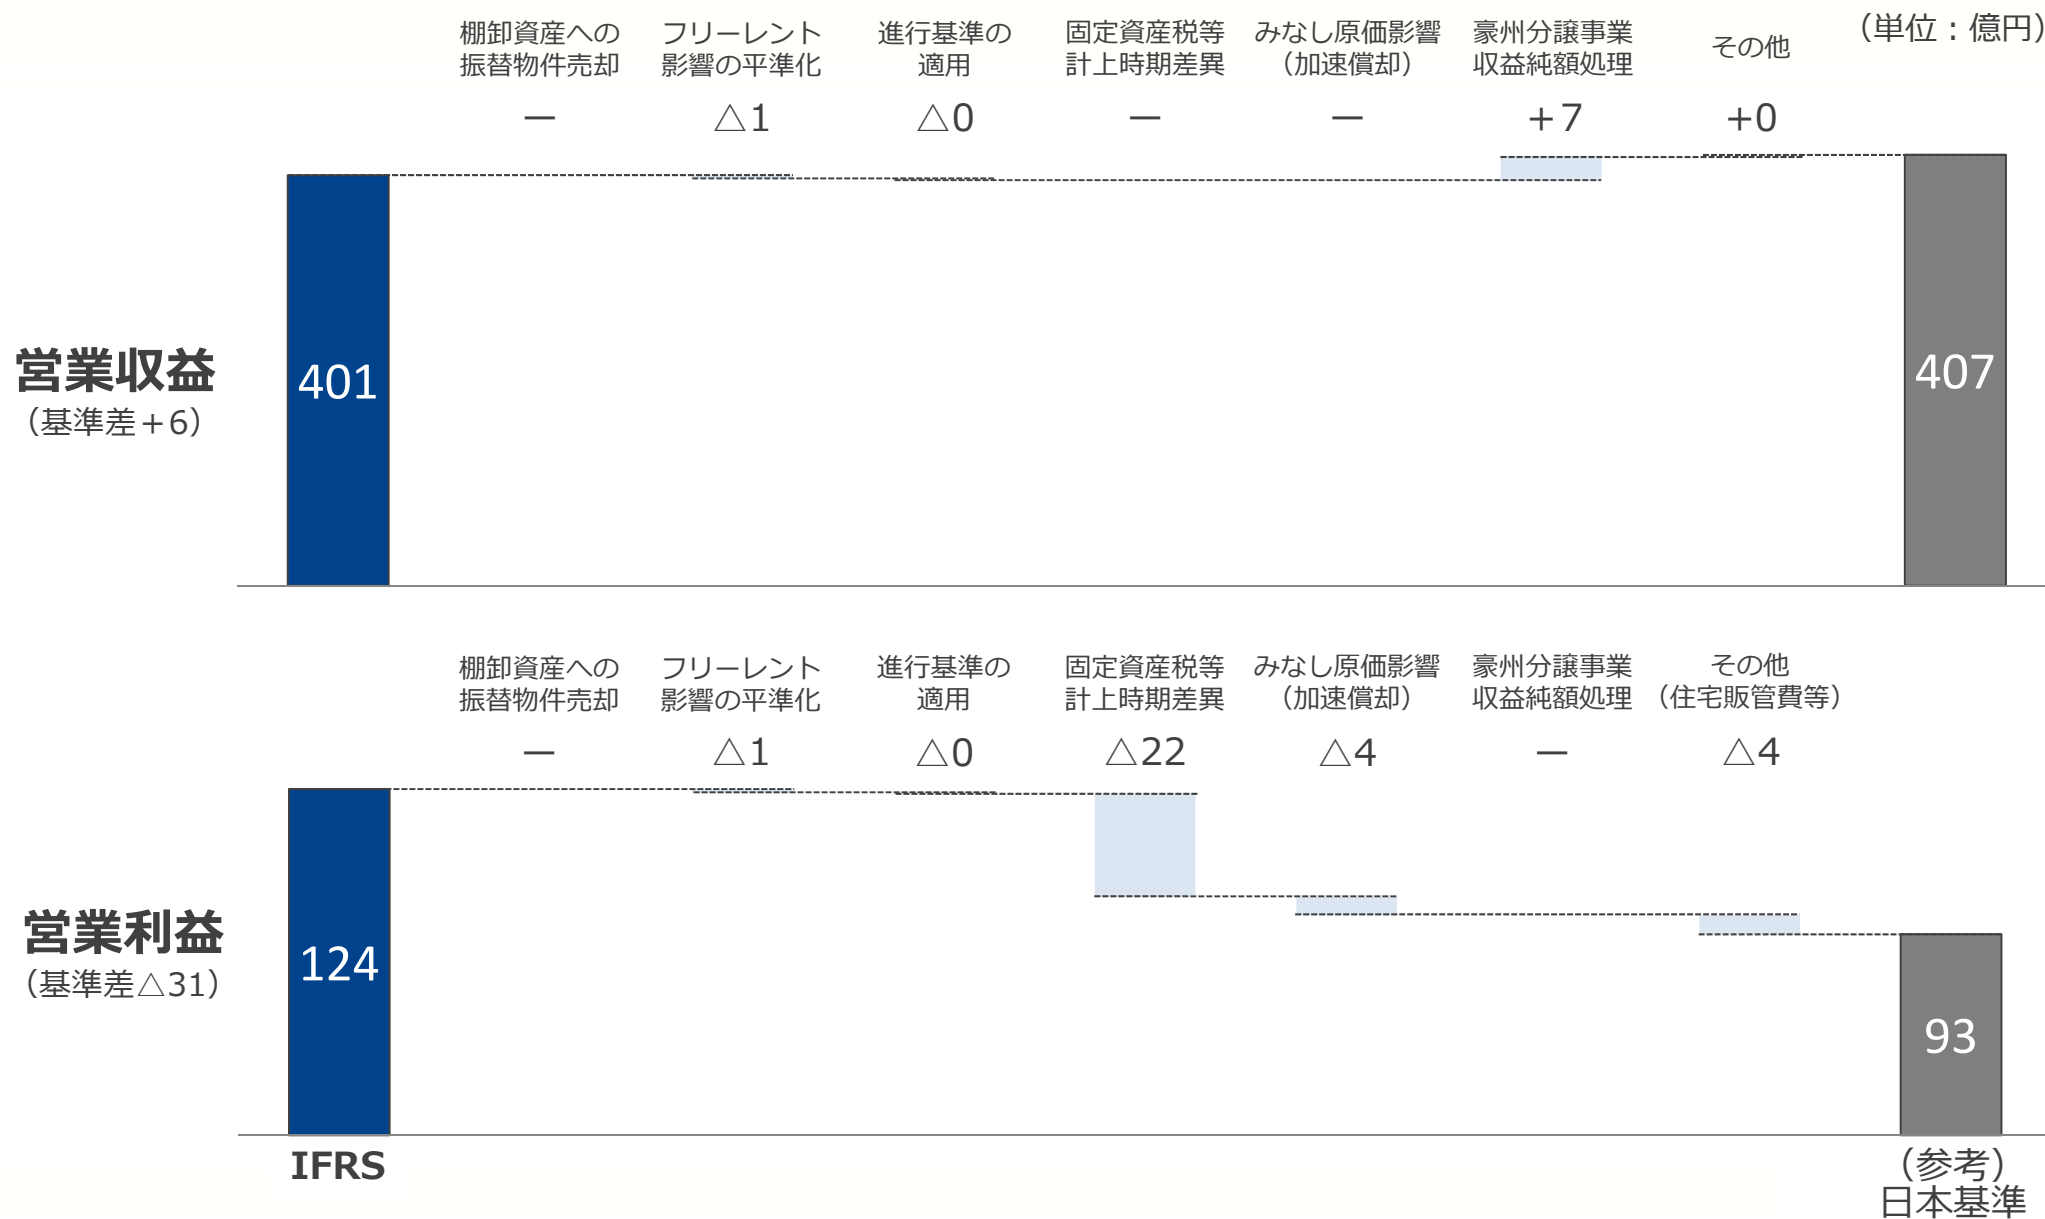 （単位：億円）
棚卸資産への
振替物件売却
フリーレント
影響の平準化
進行基準の
適用
固定資産税等
計上時期差異
みなし原価影響
（加速償却）
豪州分譲事業
収益純額処理
その他
－
△1
△0
－
－
＋7
+0
営業収益
（基準差＋6）
401
407
棚卸資産への
振替物件売却
フリーレント
影響の平準化
進行基準の
適用
固定資産税等
計上時期差異
みなし原価影響
（加速償却）
豪州分譲事業
収益純額処理
その他
（住宅販管費等）
－
△1
△0
△22
△4
－
△4
営業利益
（基準差△31）
124
93
IFRS
（参考）
日本基準